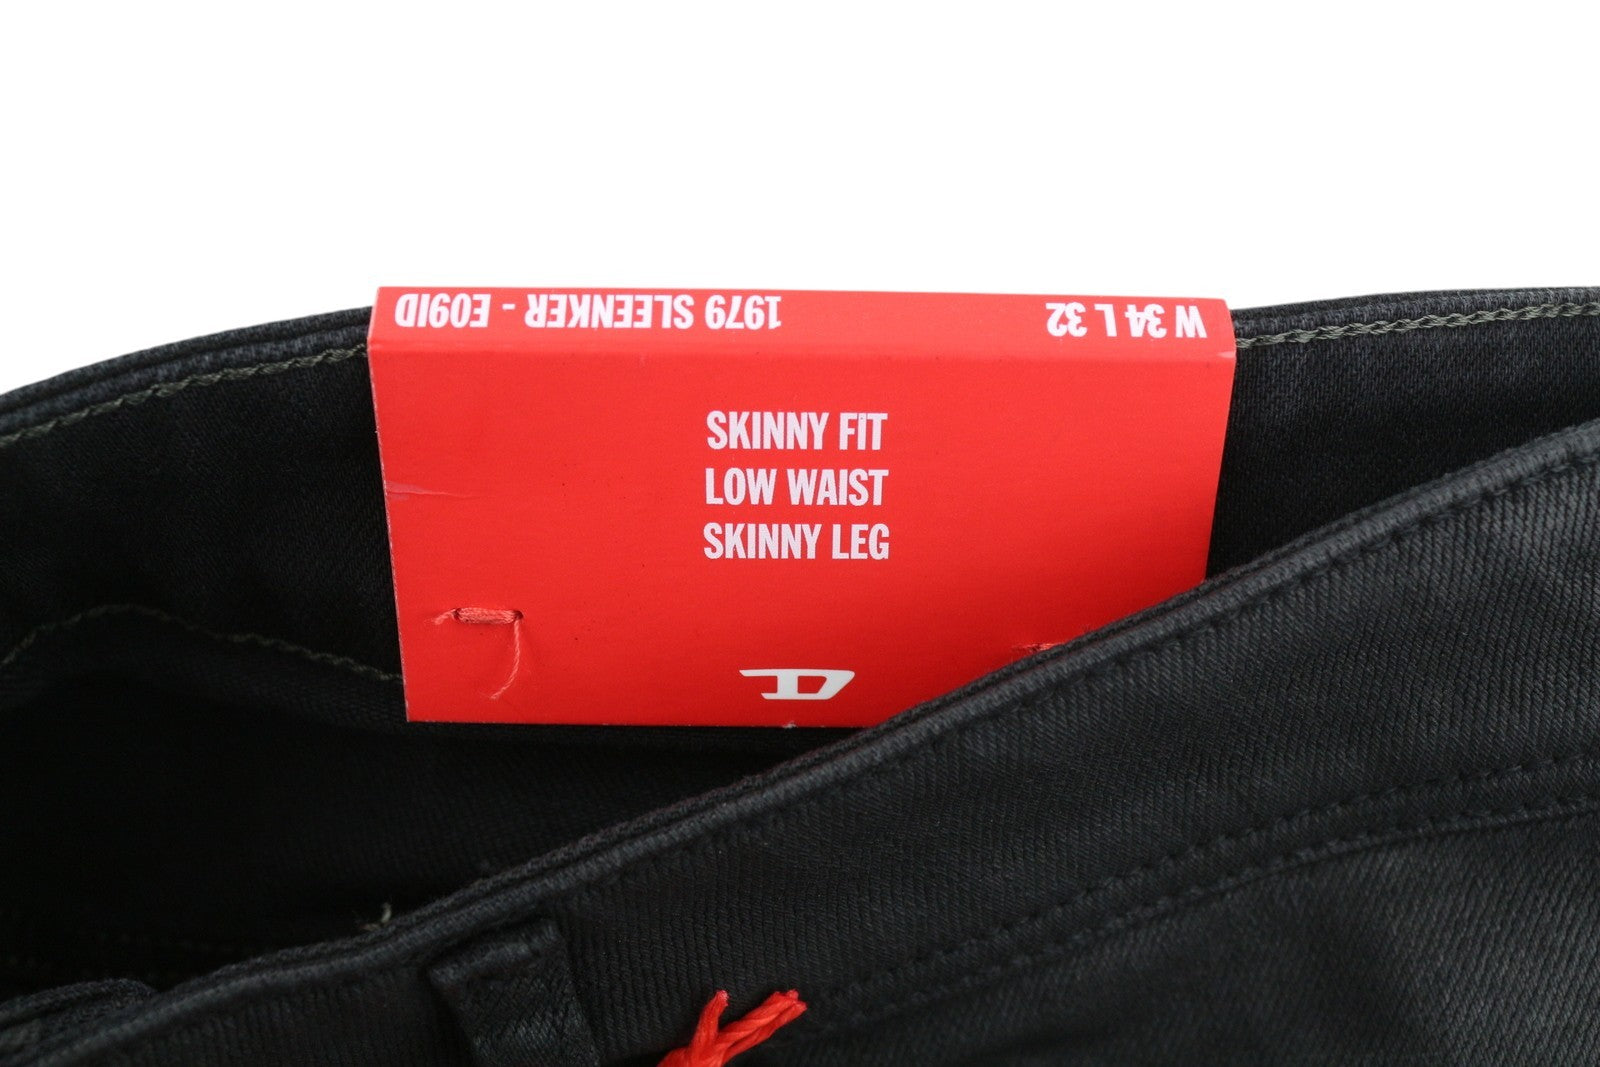 1979 SLEENKER - E09ID
W 34 L 32
SKINNY FIT
LOW WAIST
SKINNY LEG
D